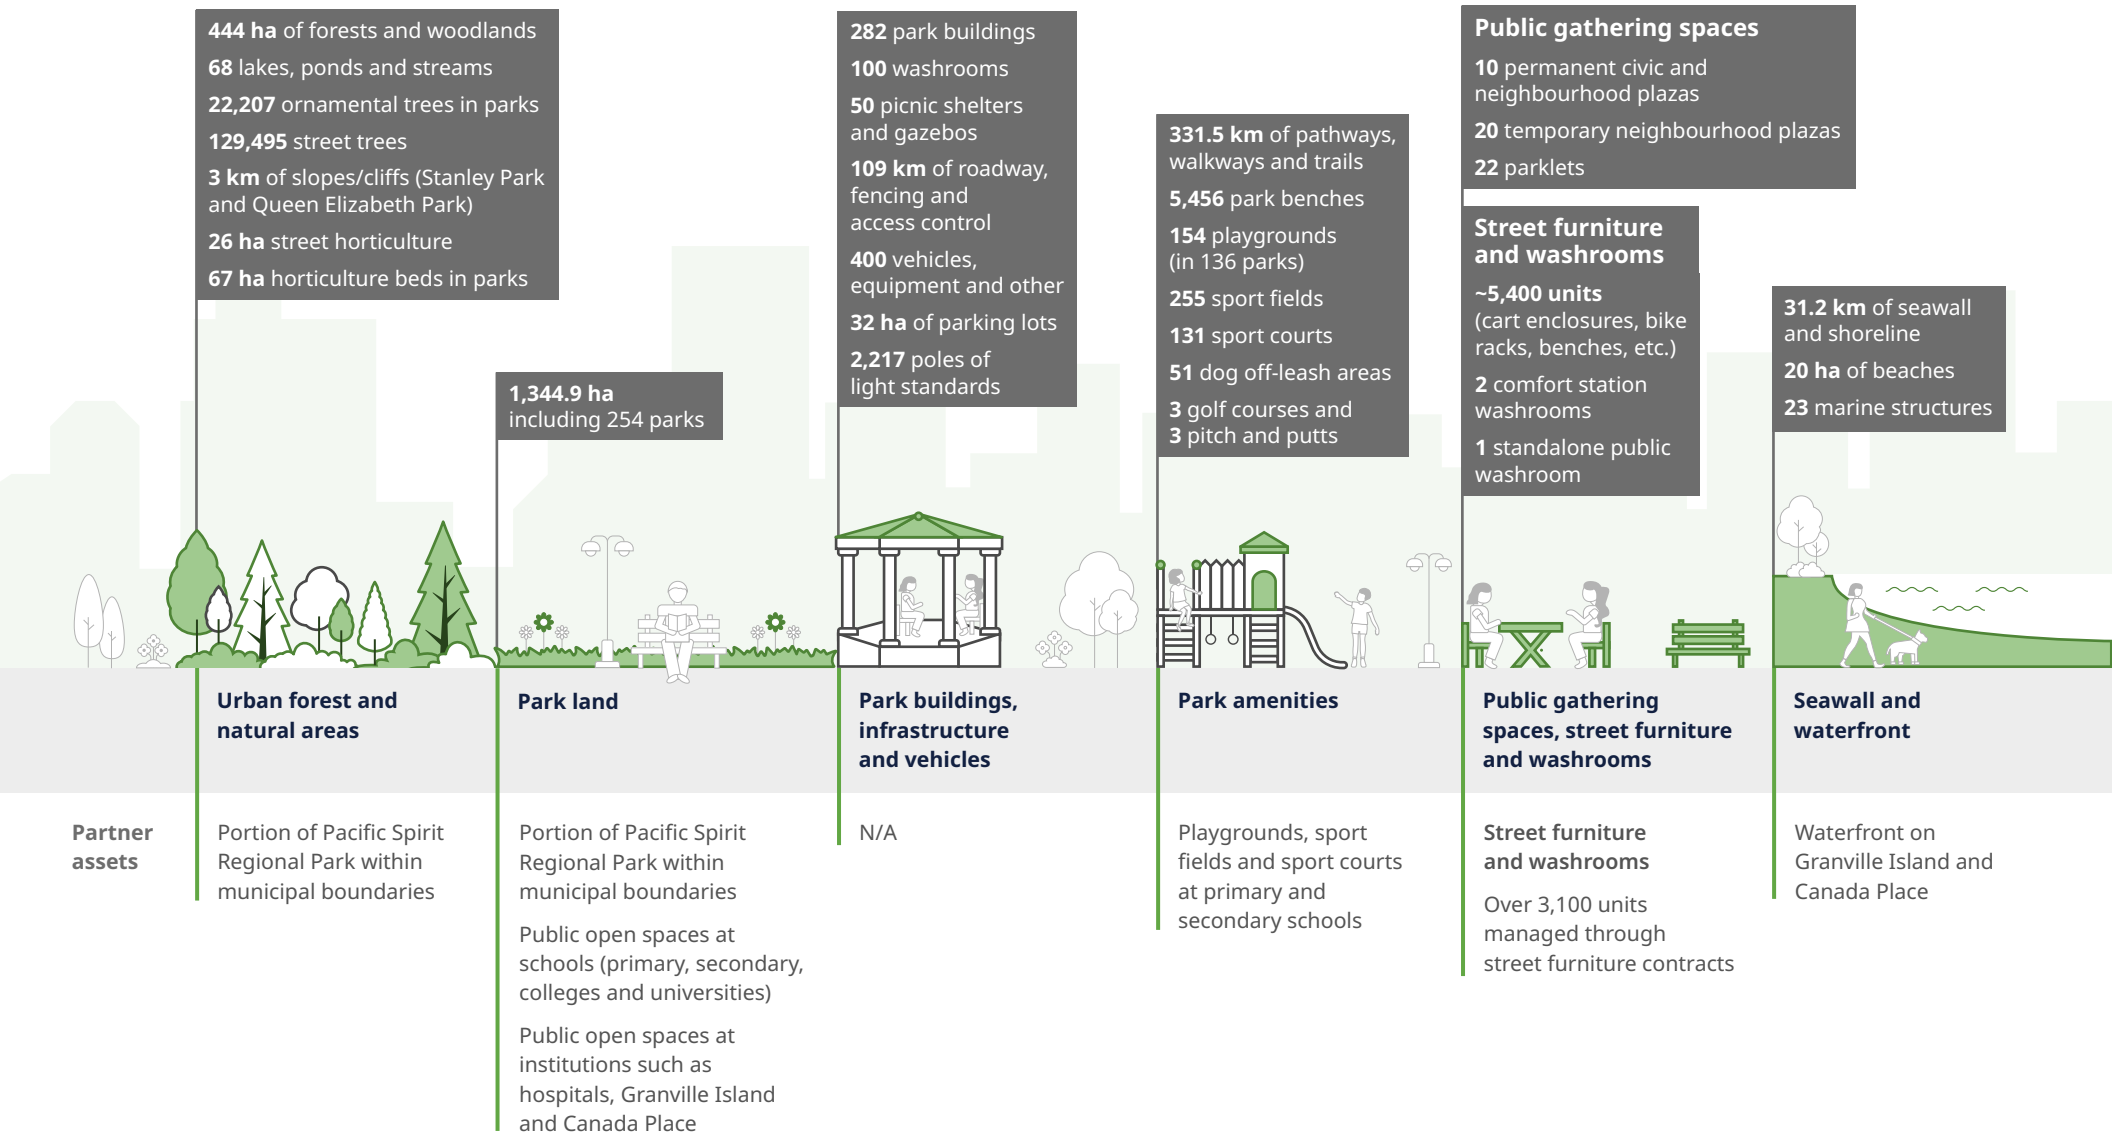 444 ha of forests and woodlands
68 lakes, ponds and streams
22,207 ornamental trees in parks
129,495 street trees
3 km of slopes/cliffs (Stanley Park
and Queen Elizabeth Park)
26 ha street horticulture
67 ha horticulture beds in parks
1,344.9 ha
including 254 parks
282 park buildings
100 washrooms
50 picnic shelters
and gazebos
109 km of roadway,
fencing and
access control
400 vehicles,
equipment and other
32 ha of parking lots
2,217 poles of
light standards
331.5 km of pathways,
walkways and trails
5,456 park benches
154 playgrounds
(in 136 parks)
255 sport fields
131 sport courts
51 dog off-leash areas
3 golf courses and
3 pitch and putts
Public gathering spaces
10 permanent civic and
neighbourhood plazas
20 temporary neighbourhood plazas
22 parklets
Street furniture
and washrooms
~5,400 units
(cart enclosures, bike
racks, benches, etc.)
2 comfort station
washrooms
1 standalone public
washroom
31.2 km of seawall
and shoreline
20 ha of beaches
23 marine structures
Urban forest and
natural areas
Park land
Park buildings,
infrastructure
and vehicles
Park amenities
Public gathering
spaces, street furniture
and washrooms
Seawall and
waterfront
Partner
assets
Portion of Pacific Spirit
Regional Park within
municipal boundaries
Portion of Pacific Spirit
Regional Park within
municipal boundaries
Public open spaces at
schools (primary, secondary,
colleges and universities)
Public open spaces at
institutions such as
hospitals, Granville Island
and Canada Place
N/A
Playgrounds, sport
fields and sport courts
at primary and
secondary schools
Street furniture
and washrooms
Over 3,100 units
managed through
street furniture contracts
Waterfront on
Granville Island and
Canada Place